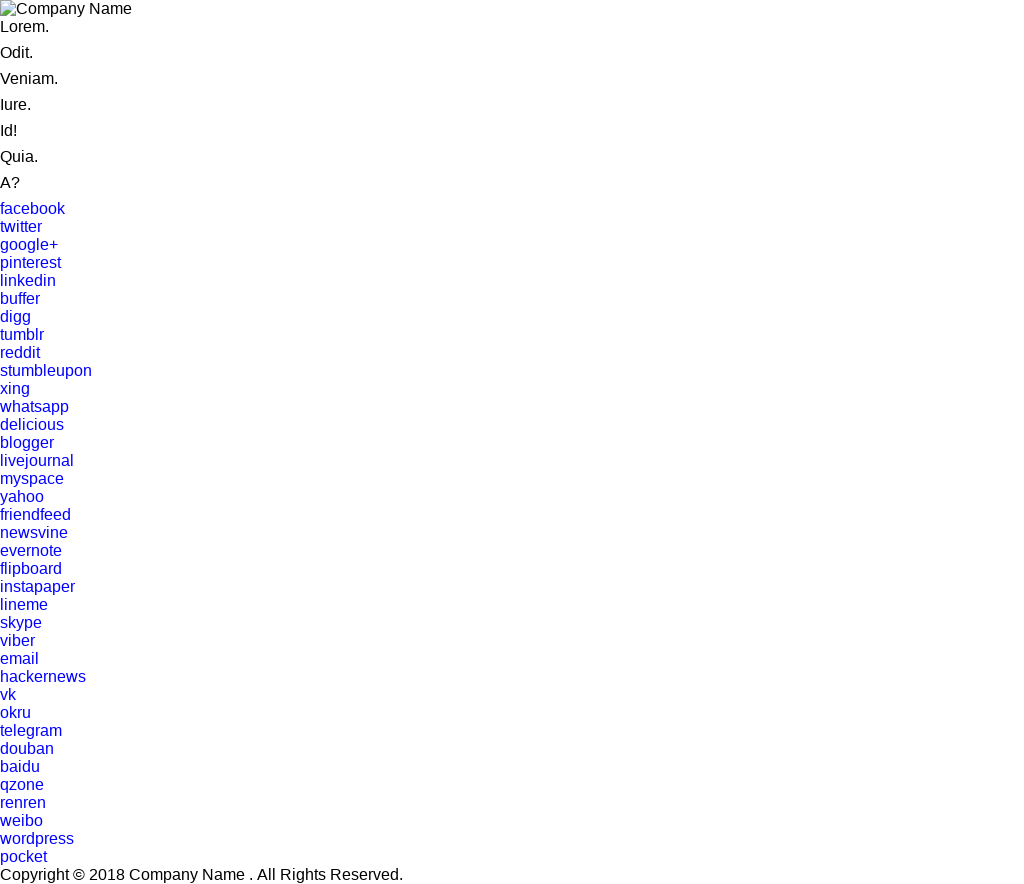 Company Name
Lorem.
Odit.
Veniam.
Iure.
Id!
Quia.
A?
facebook
twitter
google+
pinterest
linkedin
buffer
digg
tumblr
reddit
stumbleupon
xing
whatsapp
delicious
blogger
livejournal
myspace
yahoo
friendfeed
newsvine
evernote
flipboard
instapaper
lineme
skype
viber
email
hackernews
vk
okru
telegram
douban
baidu
qzone
renren
weibo
wordpress
pocket
Copyright © 2018 Company Name . All Rights Reserved.